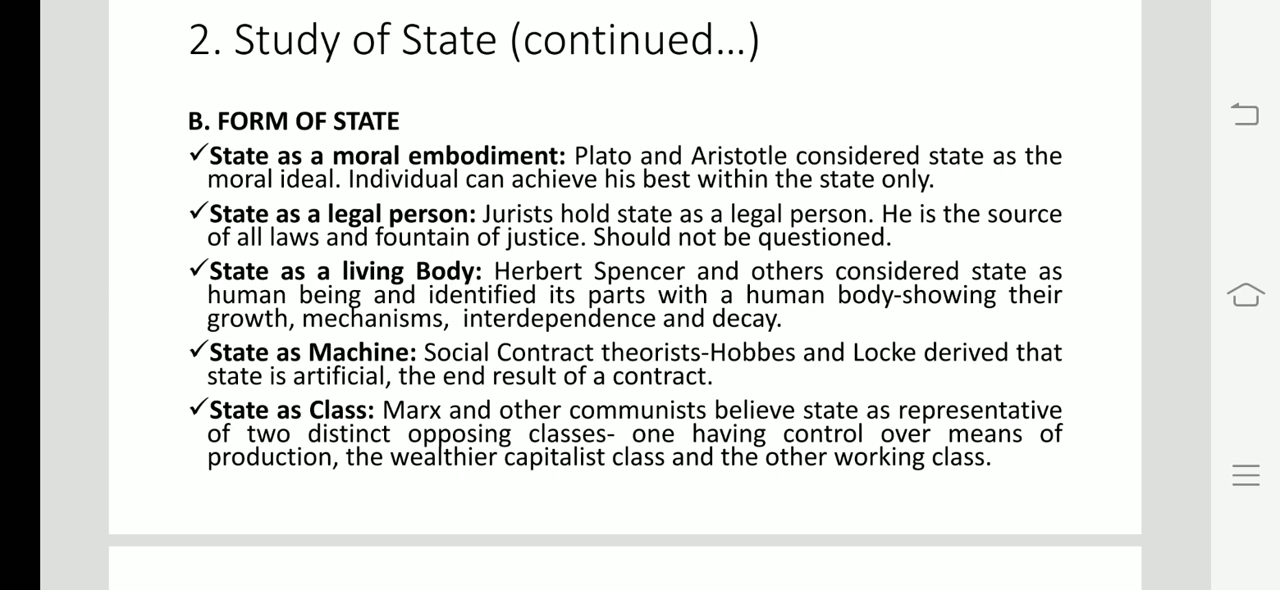 2. Study of State (continued...)
B. FORM OF STATE
✓State as a moral embodiment: Plato and Aristotle considered state as the
moral ideal. Individual can achieve his best within the state only.
✓State as a legal person: Jurists hold state as a legal person. He is the source
of all laws and fountain of justice. Should not be questioned.
✓State as a living Body: Herbert Spencer and others considered state as
human being and identified its parts with a human body-showing their
growth, mechanisms, interdependence and decay.
✓State as Machine: Social Contract theorists-Hobbes and Locke derived that
state is artificial, the end result of a contract.
✓State as Class: Marx and other communists believe state as representative
of two distinct opposing classes- one having control over means of
production, the wealthier capitalist class and the other working class.